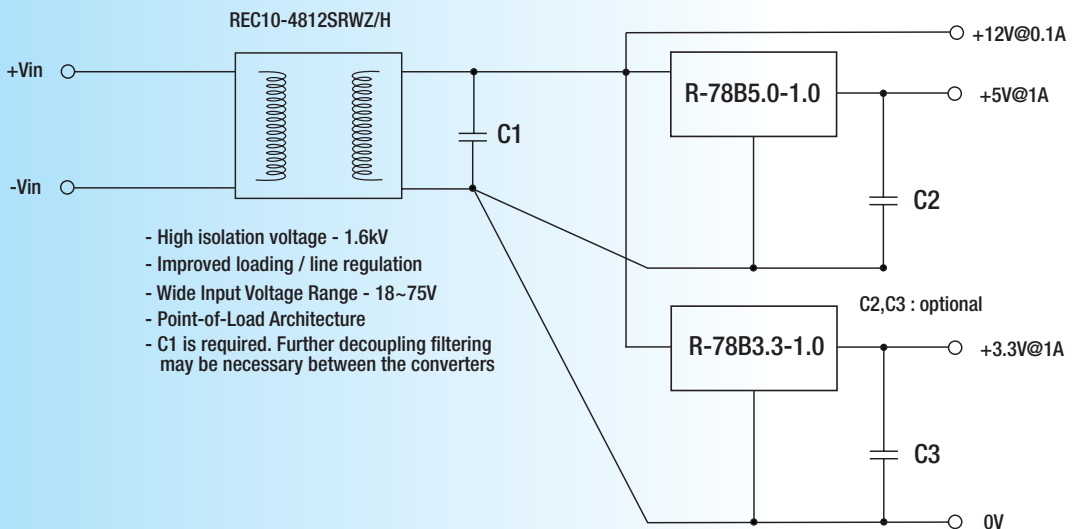 REC10-4812SRWZ/H
+12V@0.1A
+Vin
R-78B5.0-1.0
+5V@1A
C1
-Vin
C2
- High isolation voltage - 1.6kV
- Improved loading / line regulation
- Wide Input Voltage Range - 18~75V
- Point-of-Load Architecture
- C1 is required. Further decoupling filtering
may be necessary between the converters
C2,C3 : optional
R-78B3.3-1.0
+3.3V@1A
C3
0V